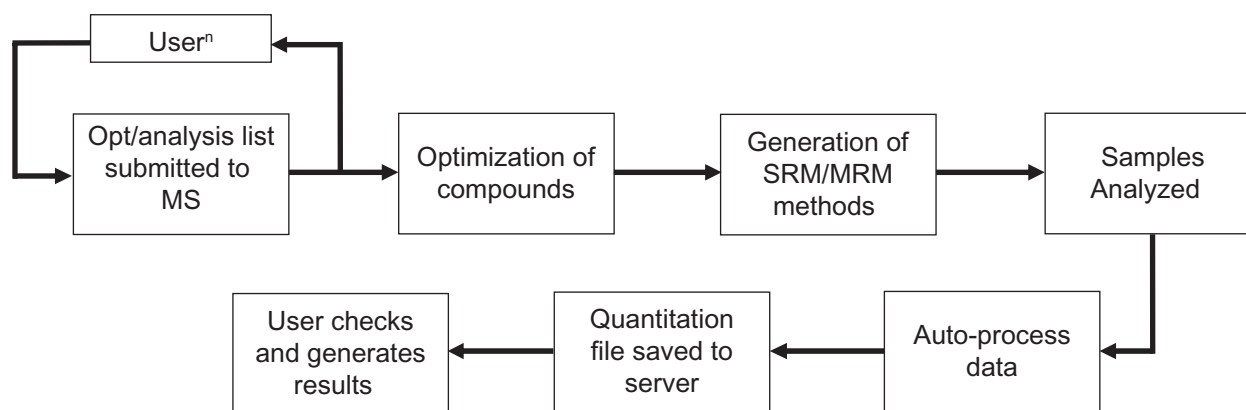 Userⁿ
Opt/analysis list
submitted to
MS
Optimization of
compounds
Generation of
SRM/MRM
methods
Samples
Analyzed
Auto-process
data
Quantitation
file saved to
server
User checks
and generates
results